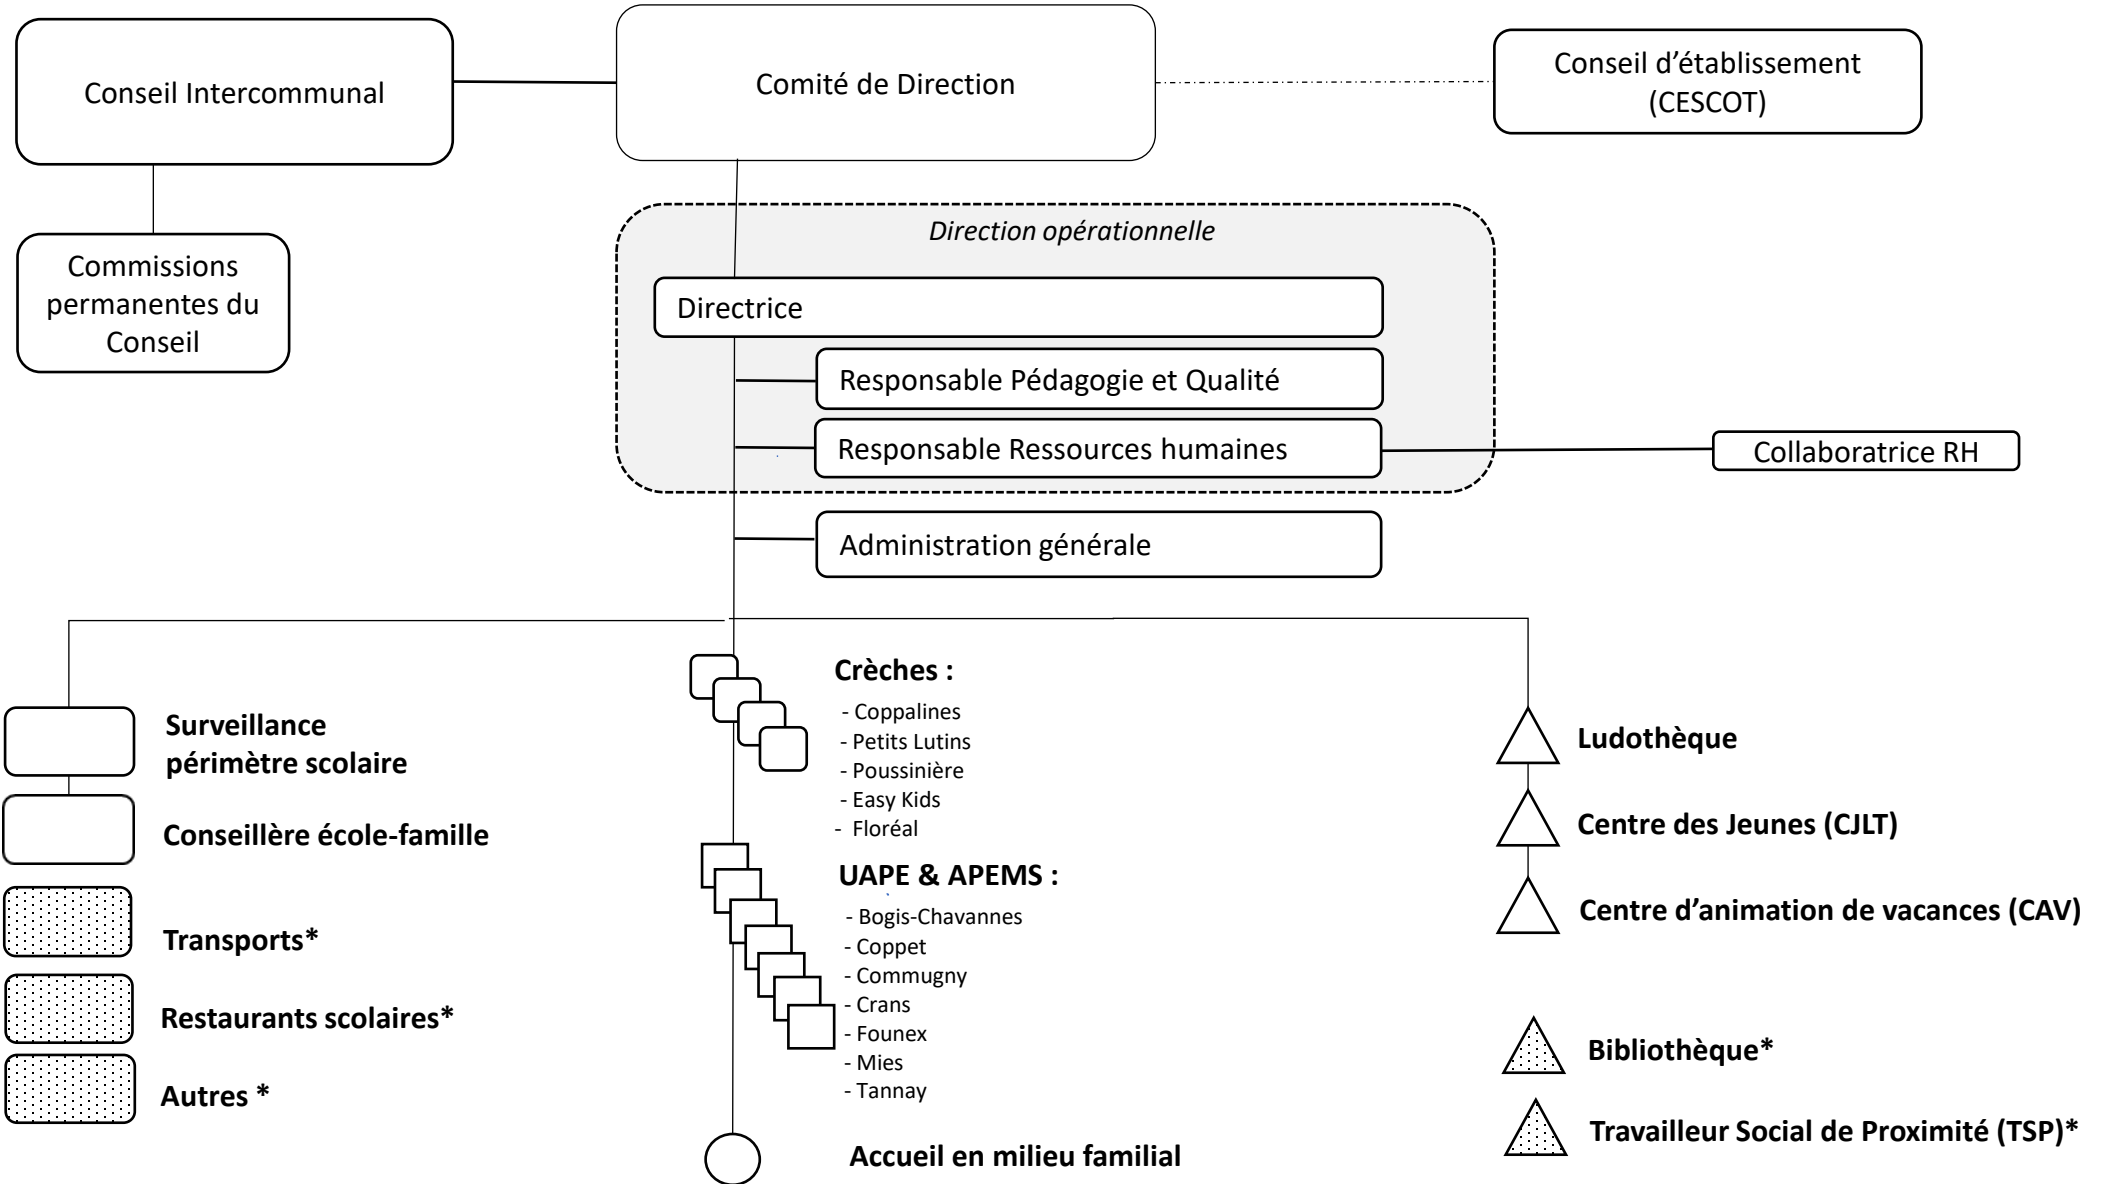 Conseil Intercommunal
Comité de Direction
Conseil d’établissement
(CESCOT)
Commissions
permanentes du
Conseil
Direction opérationnelle
Directrice
Responsable Pédagogie et Qualité
Responsable Ressources humaines
Collaboratrice RH
Administration générale
Surveillance
périmètre scolaire
Conseillère école-famille
Transports*
Restaurants scolaires*
Autres *
Crèches :
- Coppalines
- Petits Lutins
- Poussinière
- Easy Kids
- Floréal
UAPE & APEMS :
- Bogis-Chavannes
- Coppet
- Commugny
- Crans
- Founex
- Mies
- Tannay
Accueil en milieu familial
Ludothèque
Centre des Jeunes (CJLT)
Centre d’animation de vacances (CAV)
Bibliothèque*
Travailleur Social de Proximité (TSP)*